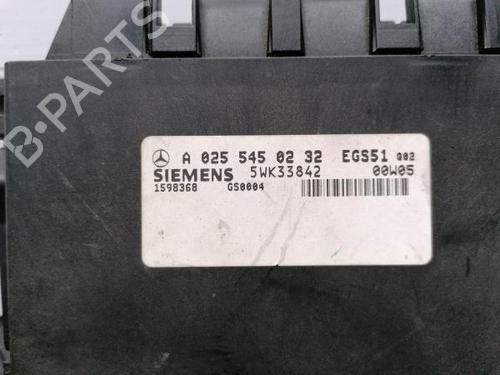 A 025 545 02 32 EGS51 Q02
SIEMENS 5WK33842 00W05
1598368 GS0004
B-PARTS